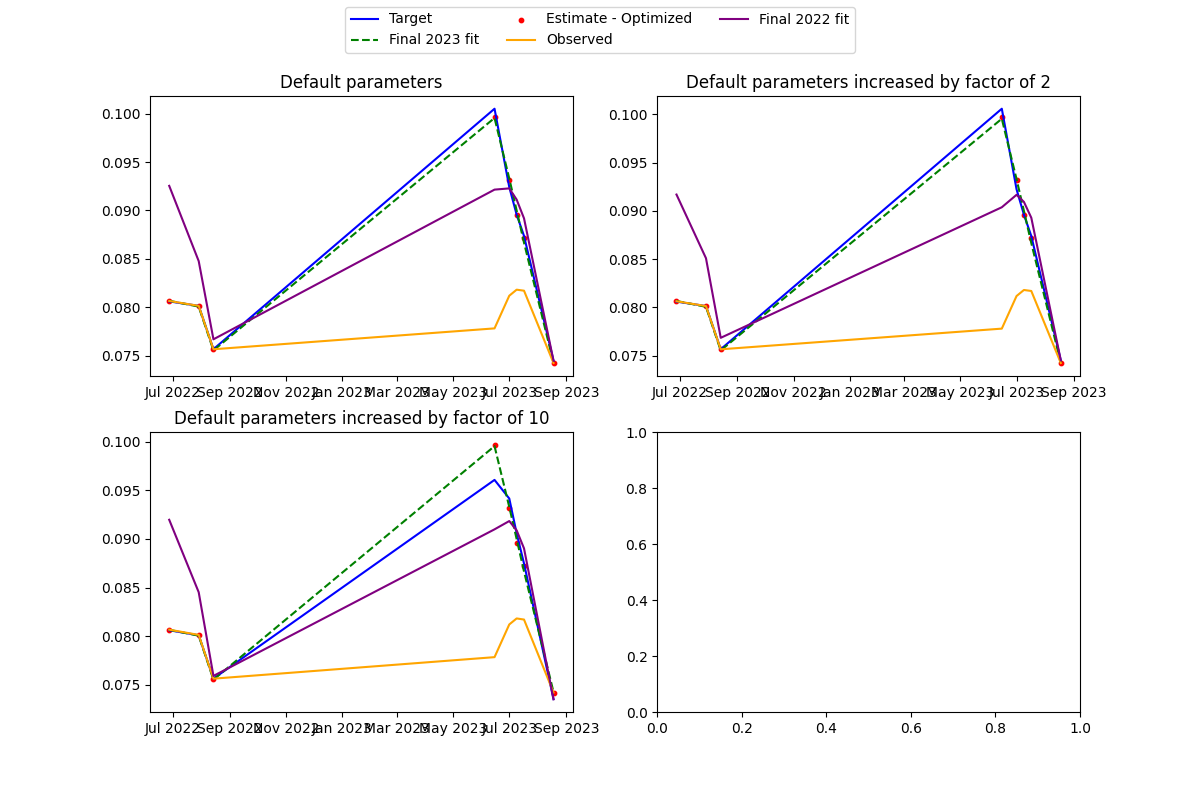 Target
Estimate - Optimized
Final 2022 fit
Final 2023 fit
Observed
Default parameters
Default parameters increased by factor of 2
0.100
0.095
0.090
0.085
0.080
0.075
0.100
0.095
0.090
0.085
0.080
0.075
Jul 2022 Sep 2022 Nov 2022 Jan 2023 Mar 2023 May 2023 Jul 2023 Sep 2023
Jul 2022 Sep 2022 Nov 2022 Jan 2023 Mar 2023 May 2023 Jul 2023 Sep 2023
Default parameters increased by factor of 10
0.100
0.095
0.090
0.085
0.080
0.075
1.0
0.8
0.6
0.4
0.2
0.0
Jul 2022 Sep 2022 Nov 2022 Jan 2023 Mar 2023 May 2023 Jul 2023 Sep 2023
0.0 0.2 0.4 0.6 0.8 1.0